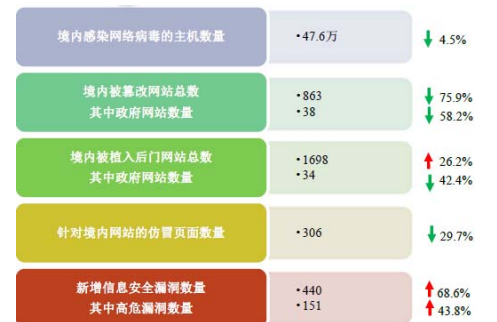 境内感染网络病毒的主机数量 •47.6万 4.5%
境内被篡改网站总数 •863 75.9%
其中政府网站数量 •38 58.2%
境内被植入后门网站总数 •1698 26.2%
其中政府网站数量 •34 42.4%
针对境内网站的仿冒页面数量 •306 29.7%
新增信息安全漏洞数量 •440 68.6%
其中高危漏洞数量 •151 43.8%